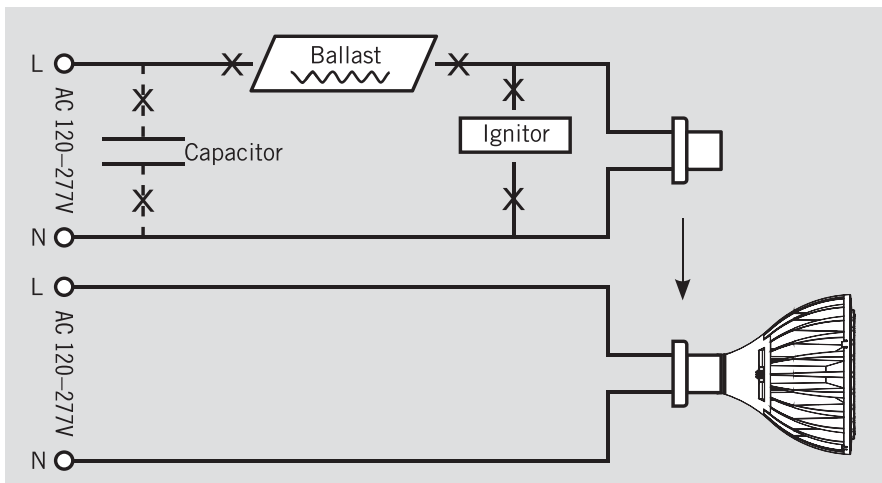 L
Ballast
AC 120–277V
Capacitor
Ignitor
N
L
AC 120–277V
N